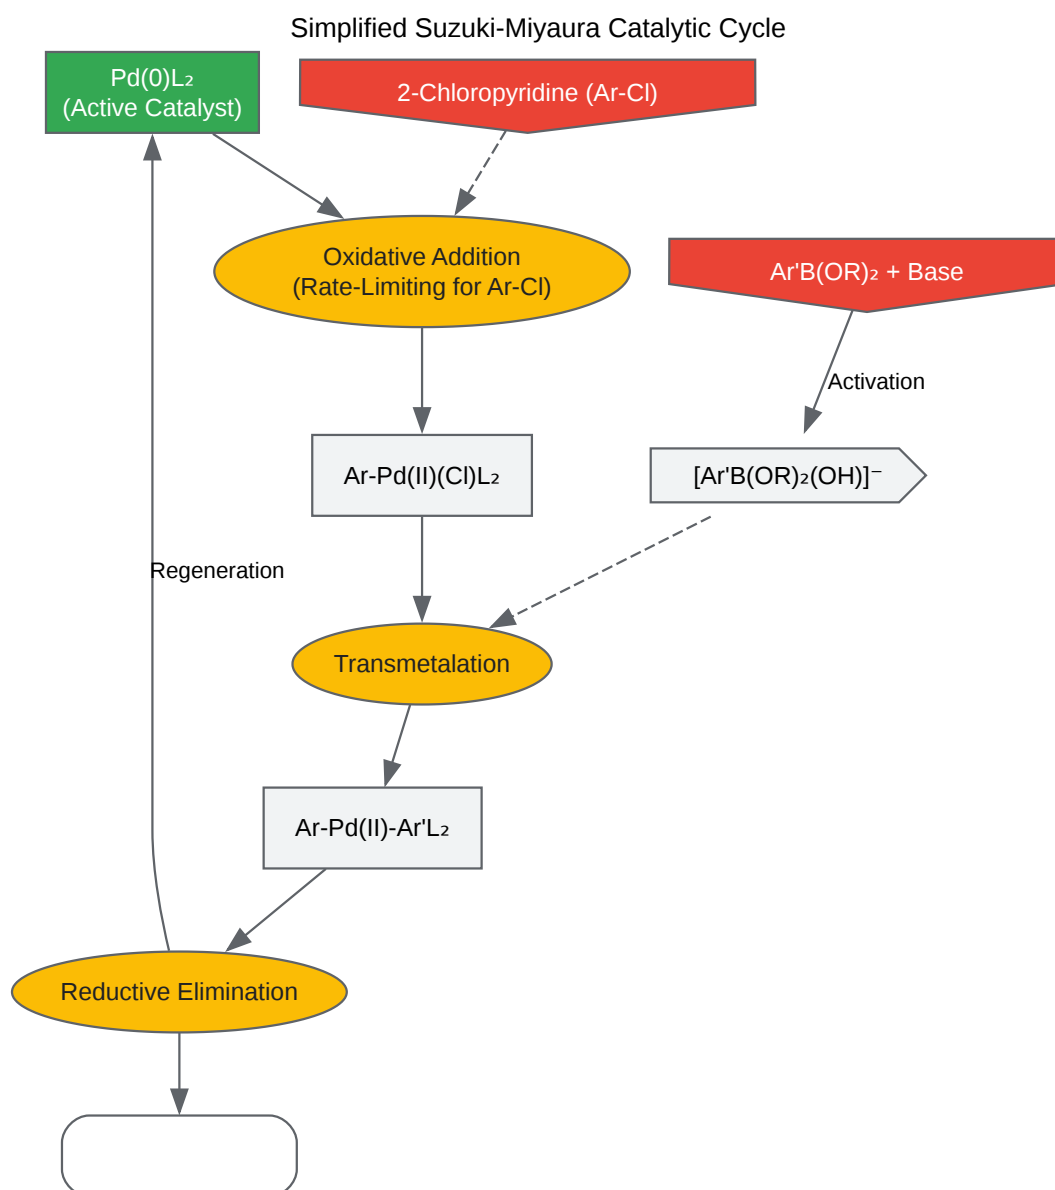 Simplified Suzuki-Miyaura Catalytic Cycle
Pd(0)L₂
(Active Catalyst)
2-Chloropyridine (Ar-Cl)
Oxidative Addition
(Rate-Limiting for Ar-Cl)
Ar'B(OR)₂ + Base
Activation
Ar-Pd(II)(Cl)L₂
[Ar'B(OR)₂(OH)]⁻
Regeneration
Transmetalation
Ar-Pd(II)-Ar'L₂
Reductive Elimination